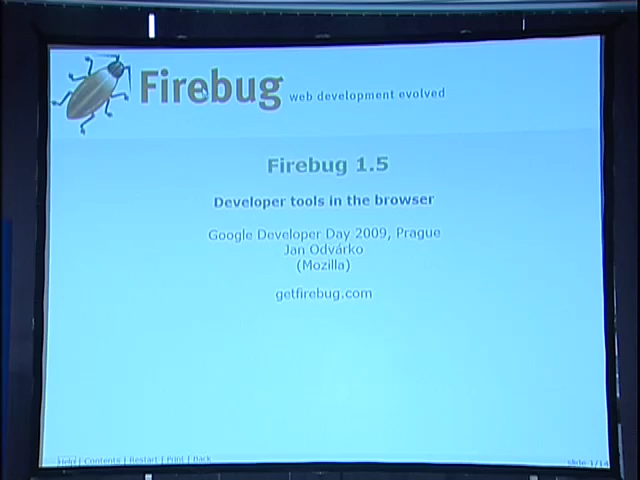 Firebug web development evolved
Firebug 1.5
Developer tools in the browser
Google Developer Day 2009, Prague
Jan Odvárko
(Mozilla)
getfirebug.com
Help | Contents | Restart | Print | Back
slide 1/14